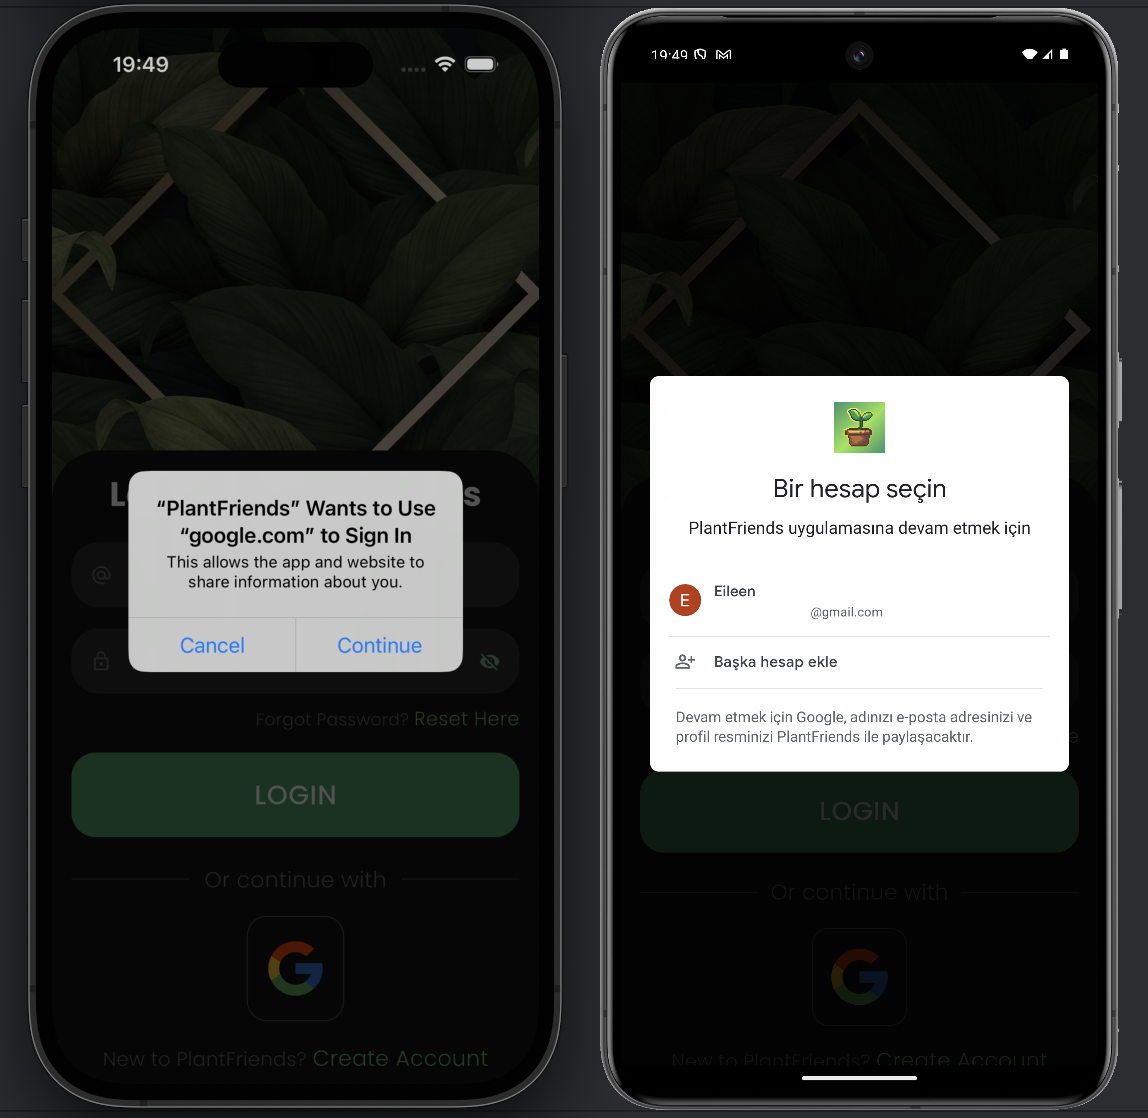 19:49
“PlantFriends” Wants to Use
“google.com” to Sign In
This allows the app and website to
share information about you.
Cancel
Continue
Forgot Password? Reset Here
LOGIN
Or continue with
New to PlantFriends? Create Account
19:49
Bir hesap seçin
PlantFriends uygulamasına devam etmek için
E
Eileen
@gmail.com
Başka hesap ekle
Devam etmek için Google, adınızı e-posta adresinizi ve
profil resminizi PlantFriends ile paylaşacaktır.
LOGIN
Or continue with
New to PlantFriends? Create Account